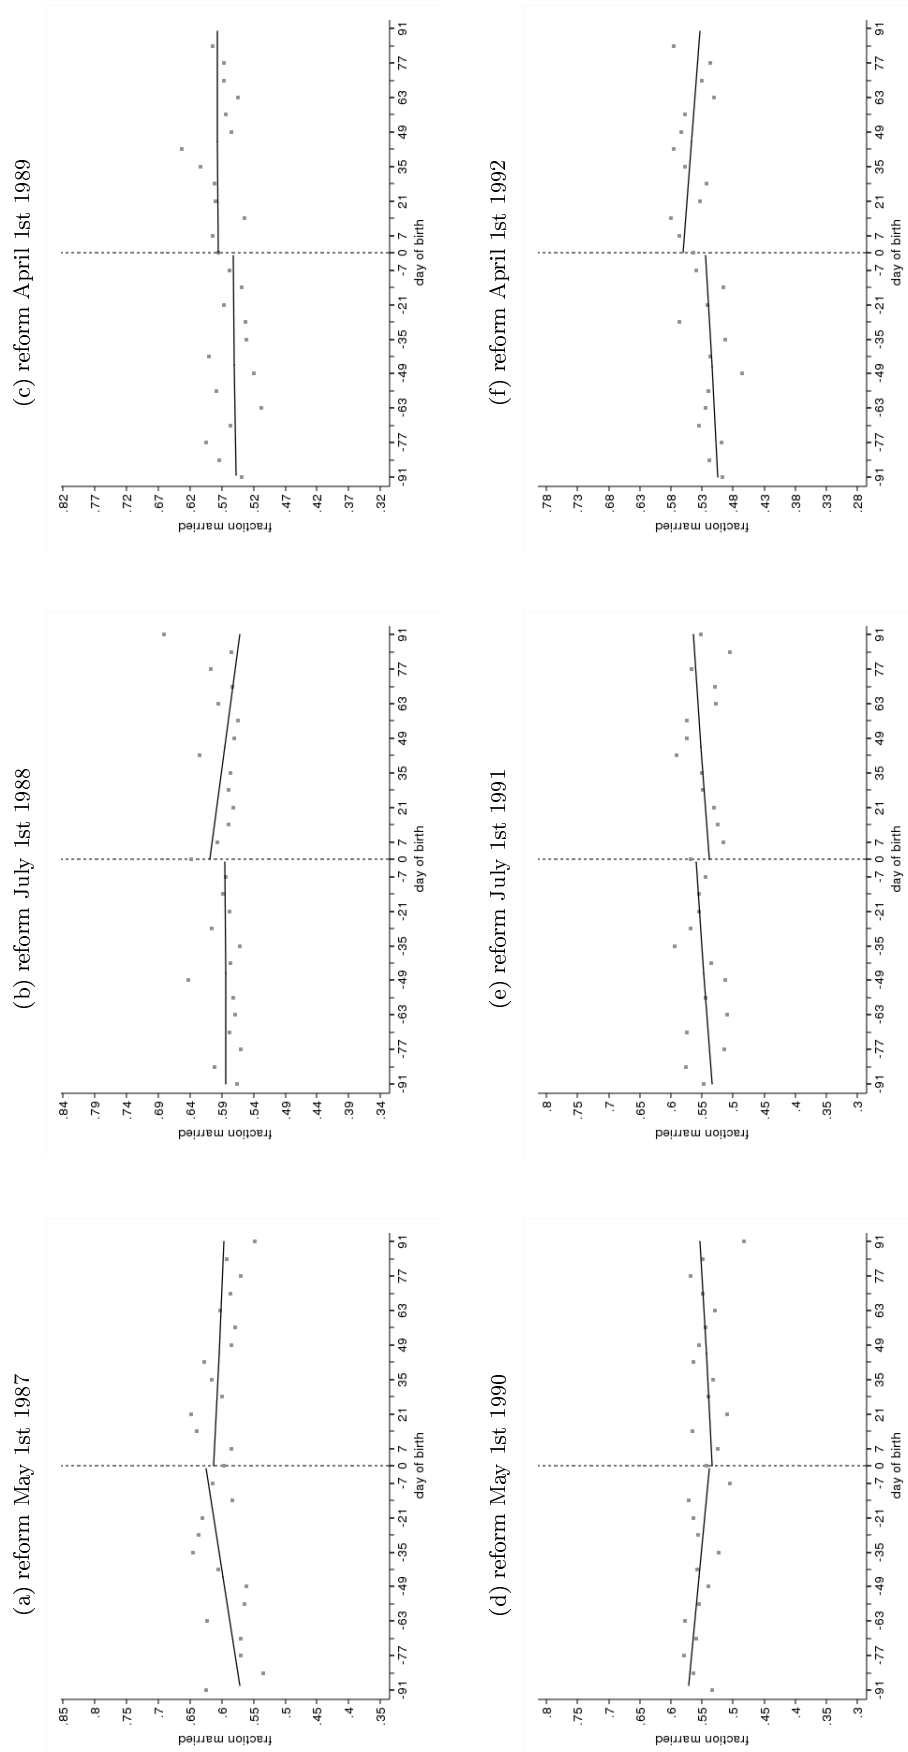 (a) reform May 1st 1987
fraction married
.85
.8
.75
.7
.65
.6
.55
.5
.45
.4
.35
-91 -77 -63 -49 -35 -21 -7 0 7 21 35 49 63 77 91
day of birth
(b) reform July 1st 1988
fraction married
.84
.79
.74
.69
.64
.59
.54
.49
.44
.39
.34
-91 -77 -63 -49 -35 -21 -7 0 7 21 35 49 63 77 91
day of birth
(c) reform April 1st 1989
fraction married
.82
.77
.72
.67
.62
.57
.52
.47
.42
.37
.32
-91 -77 -63 -49 -35 -21 -7 0 7 21 35 49 63 77 91
day of birth
(d) reform May 1st 1990
fraction married
.8
.75
.7
.65
.6
.55
.5
.45
.4
.35
.3
-91 -77 -63 -49 -35 -21 -7 0 7 21 35 49 63 77 91
day of birth
(e) reform July 1st 1991
fraction married
.8
.75
.7
.65
.6
.55
.5
.45
.4
.35
.3
-91 -77 -63 -49 -35 -21 -7 0 7 21 35 49 63 77 91
day of birth
(f) reform April 1st 1992
fraction married
.78
.73
.68
.63
.58
.53
.48
.43
.38
.33
.28
-91 -77 -63 -49 -35 -21 -7 0 7 21 35 49 63 77 91
day of birth